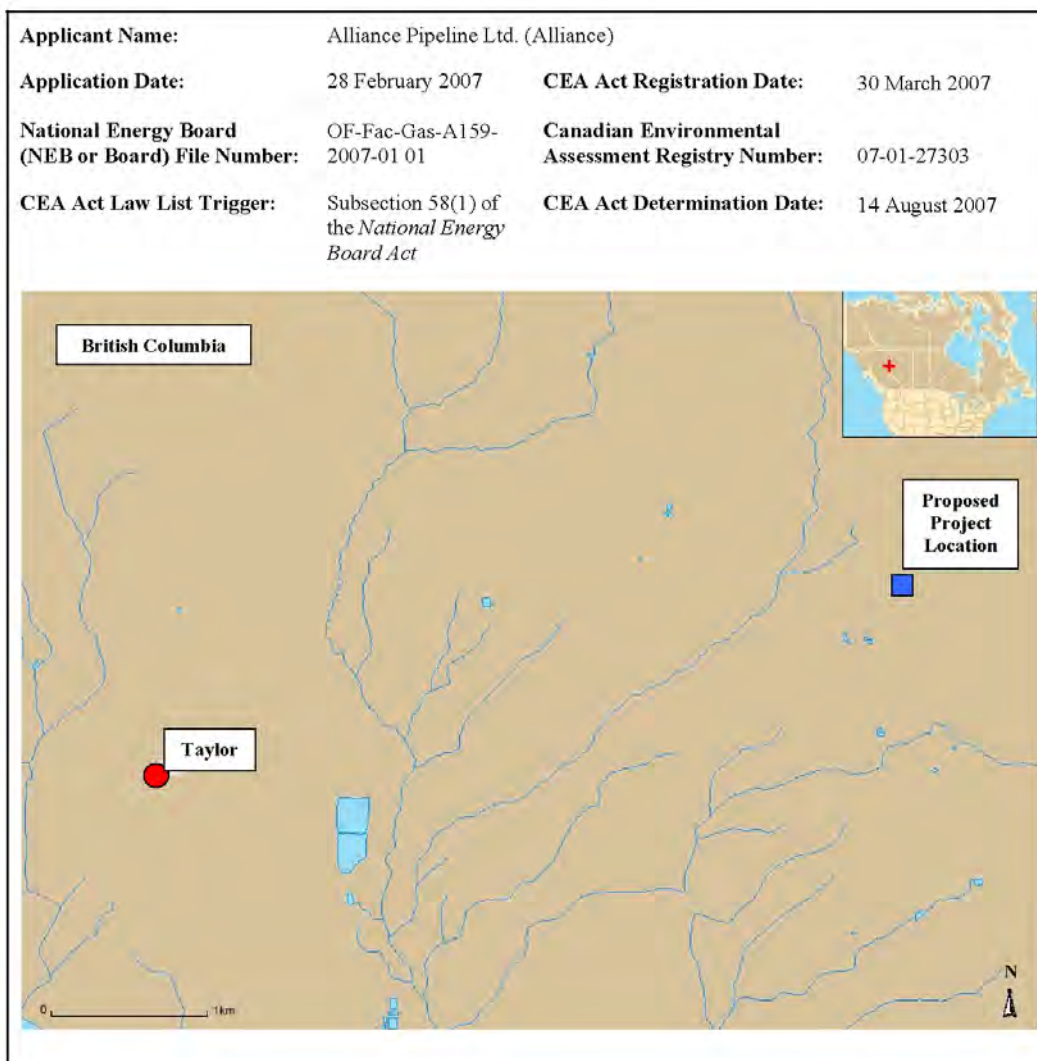 Applicant Name: Alliance Pipeline Ltd. (Alliance)
Application Date: 28 February 2007 CEA Act Registration Date: 30 March 2007
National Energy Board OF-Fac-Gas-A159- Canadian Environmental
(NEB or Board) File Number: 2007-01 01 Assessment Registry Number: 07-01-27303
CEA Act Law List Trigger: Subsection 58(1) of CEA Act Determination Date: 14 August 2007
the National Energy
Board Act
British Columbia
Proposed
Project
Location
Taylor
N
0 1km